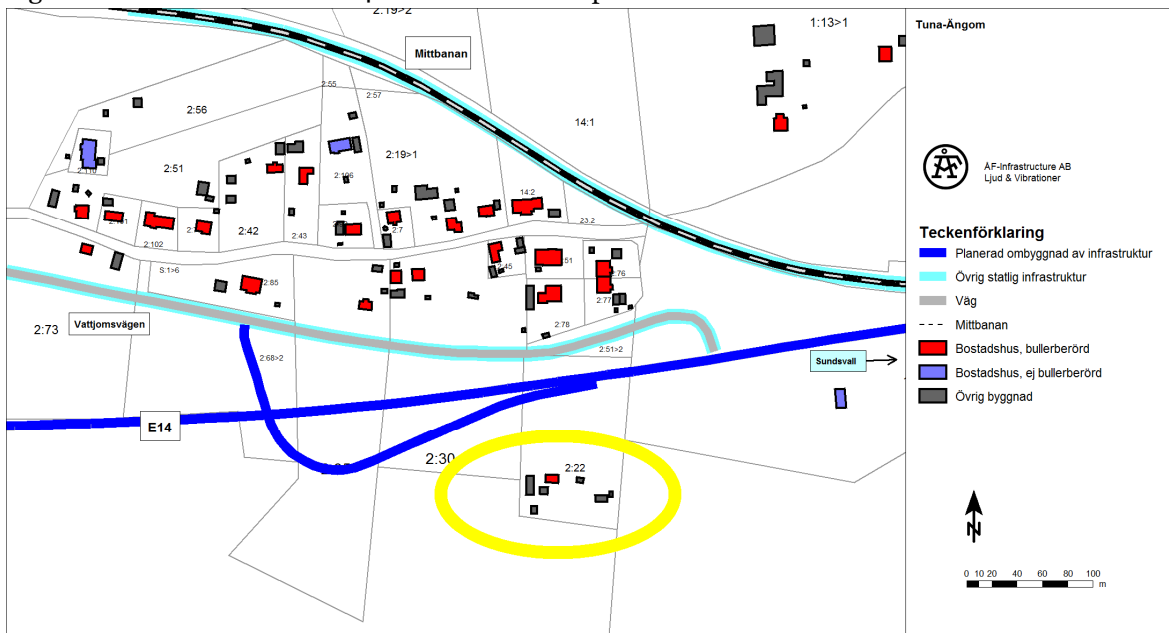 2:19>2
1:13>1
Tuna-Ängom
Mittbanan
2:55
2:57
2:56
14:1
2:19>1
2:51
2:110
2:106
14:2
ÅF-Infrastructure AB
Ljud & Vibrationer
2:102
2:42
2:43
2:7
23.2
Teckenförklaring
Planerad ombyggnad av infrastruktur
Övrig statlig infrastruktur
Väg
Mittbanan
Bostadshus, bullerberörd
Bostadshus, ej bullerberörd
Övrig byggnad
S:1>6
2:85
2:45
2:76
2:77
2:73
Vattjomsvägen
2:78
2:68>2
2:51>2
Sundsvall
E14
2:30
2:22
N
0 10 20 40 60 80 100
m